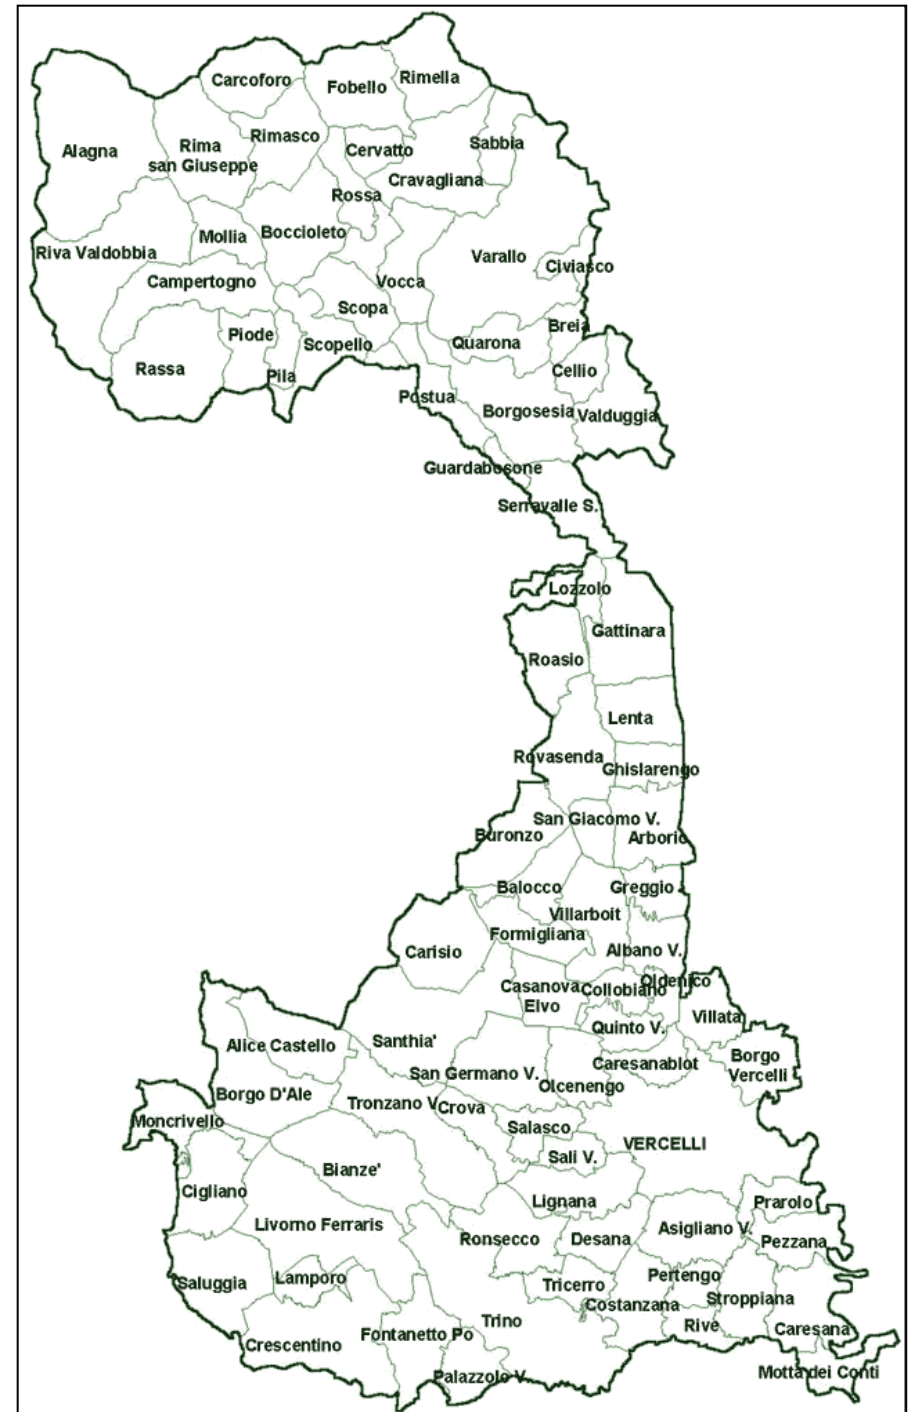 Carcoforo
Fobello
Rimella
Alagna
Rima
san Giuseppe
Rimasco
Cervatto
Sabbia
Cravagliana
Rossa
Riva Valdobbia
Mollia
Boccioleto
Varallo
Civiasco
Campertogno
Vocca
Scopa
Breia
Piode
Scopello
Quarona
Rassa
Pila
Cellio
Postua
Borgosesia
Valduggia
Guardabosone
Serravalle S.
Lozzolo
Gattinara
Roasio
Lenta
Rovasenda
Ghislarengo
San Giacomo V.
Buronzo
Arborio
Balocco
Greggio
Villarboit
Formigliana
Carisio
Albano V.
Oldenico
Casanova
Elvo
Collobiano
Villata
Quinto V.
Santhia'
Alice Castello
Caresanablot
Borgo
Vercelli
San Germano V.
Olcenengo
Borgo D'Ale
Tronzano V.
Crova
Moncrivello
Salasco
VERCELLI
Sali V.
Bianze'
Cigliano
Lignana
Prarolo
Livorno Ferraris
Ronsecco
Desana
Asigliano V.
Pezzana
Saluggia
Lamporo
Tricerro
Pertengo
Costanzana
Stroppiana
Trino
Rive
Caresana
Crescentino
Fontanetto Po
Palazzolo V.
Motta dei Conti